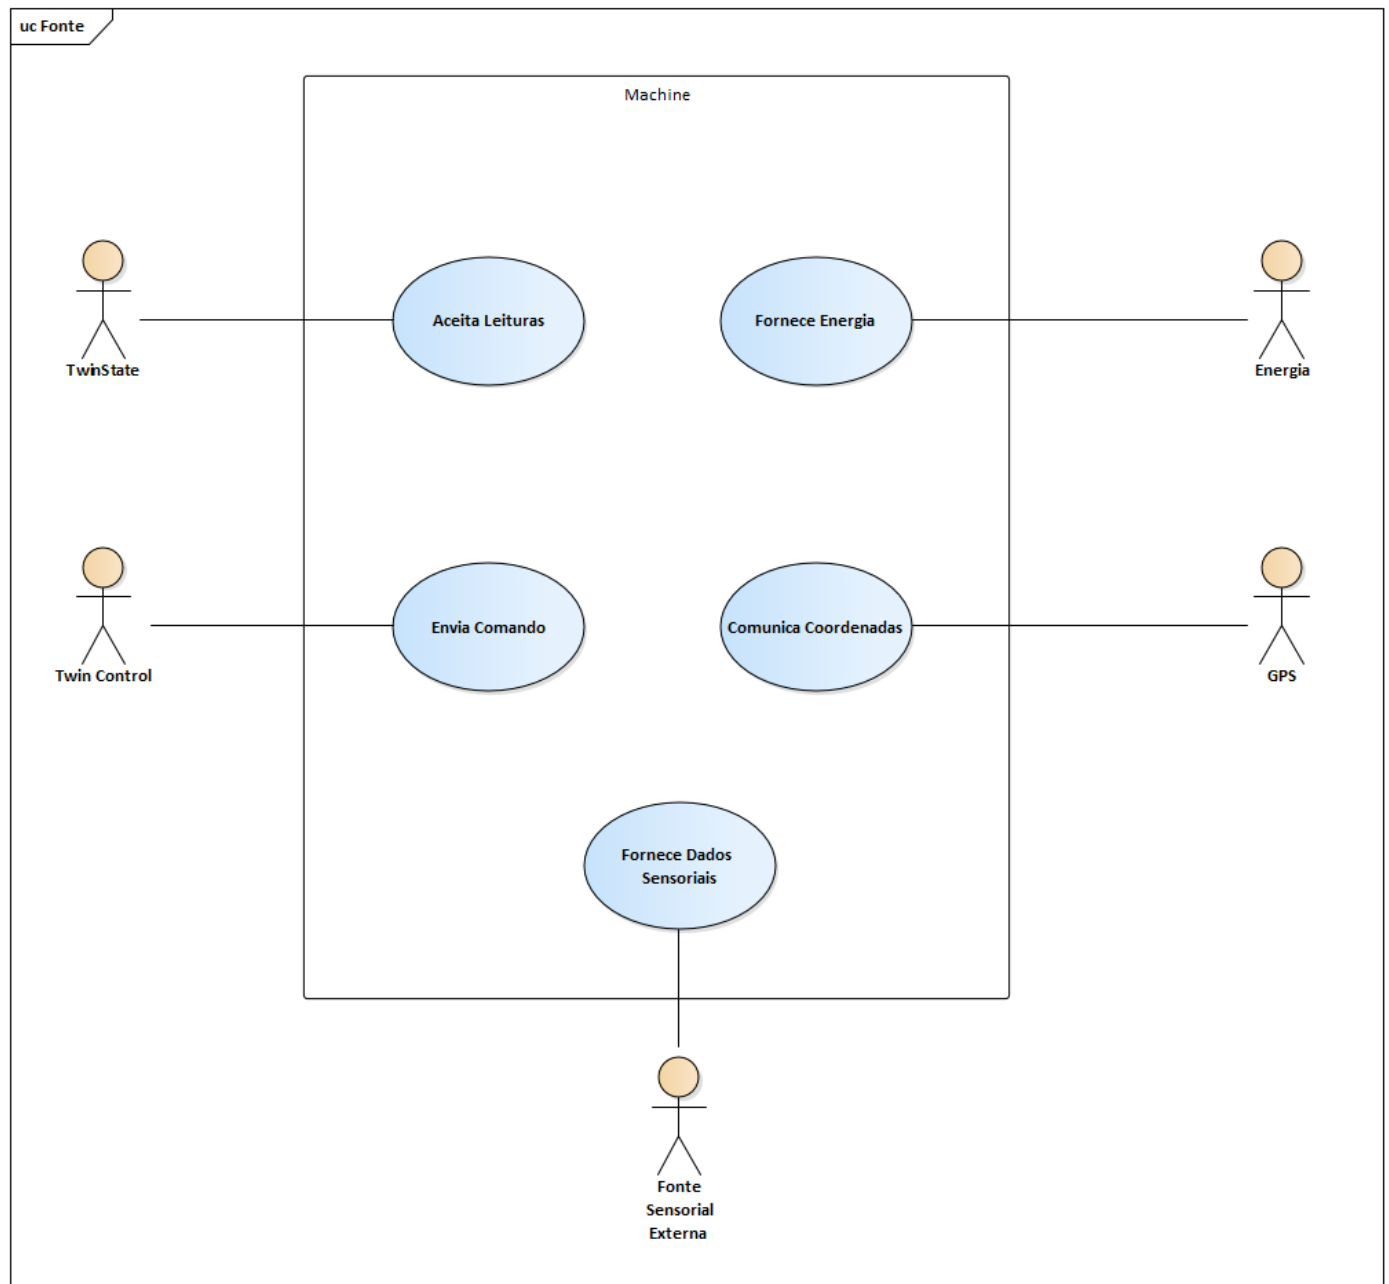 uc Fonte
Machine
Aceita Leituras
Fornece Energia
TwinState
Energia
Envia Comando
Comunica Coordenadas
Twin Control
GPS
Fornece Dados
Sensoriais
Fonte
Sensorial
Externa